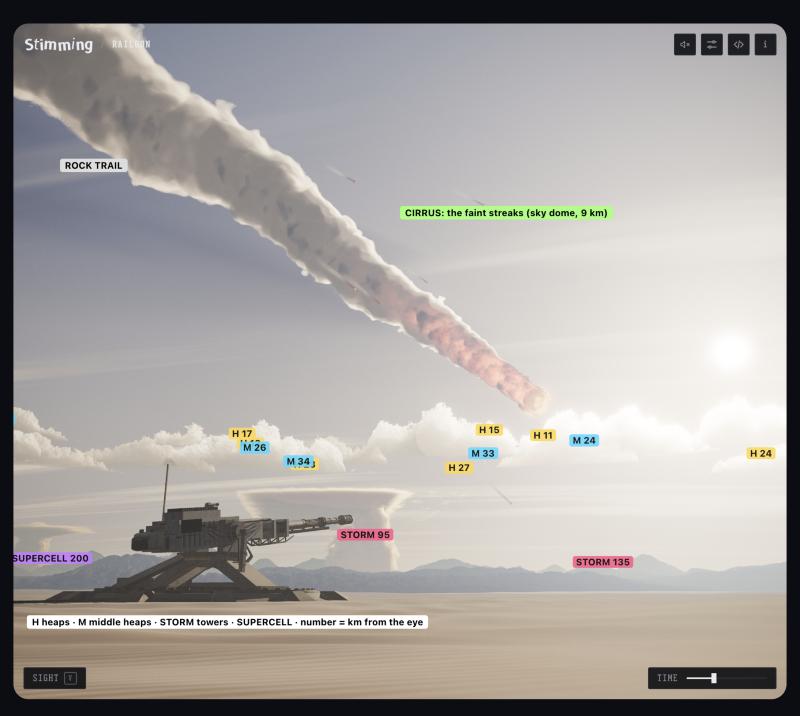 Stimming / RAILGUN
</> i
ROCK TRAIL
CIRRUS: the faint streaks (sky dome, 9 km)
H 17
M 26
M 34
H 15
H 11
M 24
M 33
H 27
H 24
STORM 95
SUPERCELL 200
STORM 135
H heaps · M middle heaps · STORM towers · SUPERCELL · number = km from the eye
SIGHT V
TIME